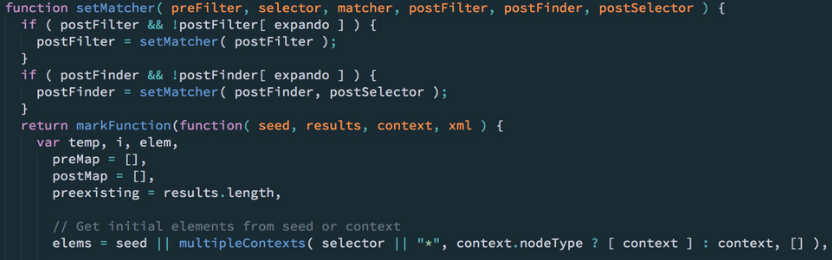 function setMatcher( preFilter, selector, matcher, postFilter, postFinder, postSelector ) {
if ( postFilter && !postFilter[ expando ] ) {
postFilter = setMatcher( postFilter );
}
if ( postFinder && !postFinder[ expando ] ) {
postFinder = setMatcher( postFinder, postSelector );
}
return markFunction(function( seed, results, context, xml ) {
var temp, i, elem,
preMap = [],
postMap = [],
preexisting = results.length,
// Get initial elements from seed or context
elems = seed || multipleContexts( selector || "*", context.nodeType ? [ context ] : context, [] ),